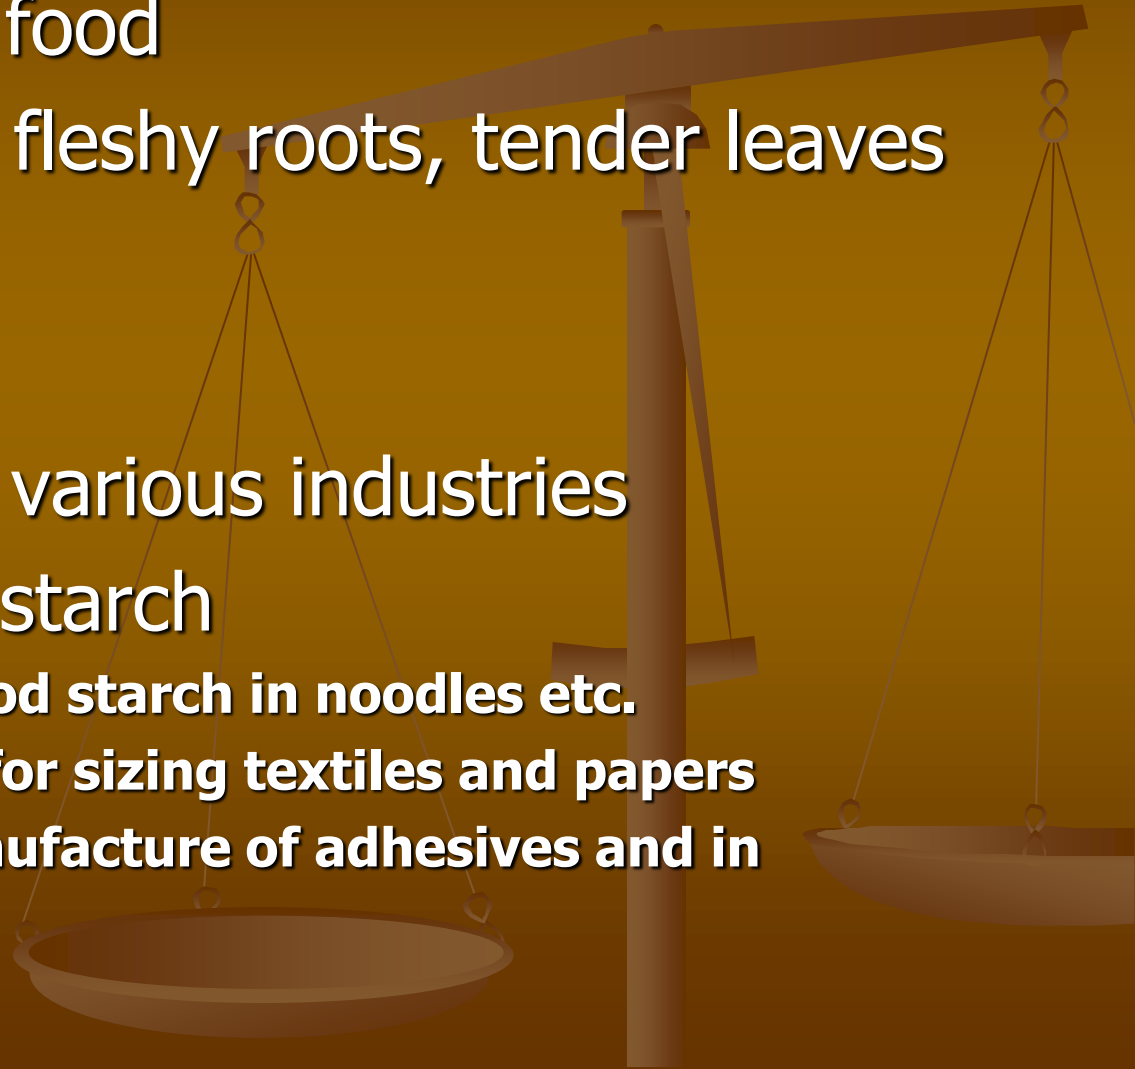 food
fleshy roots, tender leaves
various industries
starch
od starch in noodles etc.
for sizing textiles and papers
nufacture of adhesives and in